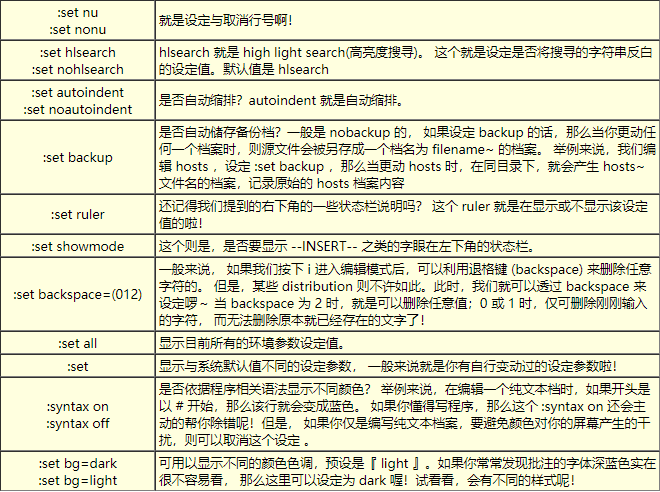 :set nu
:set nonu
就是设定与取消行号啊！
:set hlsearch
:set nohlsearch
hlsearch 就是 high light search(高亮度搜寻)。 这个就是设定是否将搜寻的字符串反白
的设定值。默认值是 hlsearch
:set autoindent
:set noautoindent
是否自动缩排？autoindent 就是自动缩排。
:set backup
是否自动储存备份档？一般是 nobackup 的， 如果设定 backup 的话，那么当你更动任
何一个档案时，则源文件会被另存成一个档名为 filename~ 的档案。 举例来说，我们编
辑 hosts ，设定 :set backup ，那么当更动 hosts 时，在同目录下，就会产生 hosts~
文件名的档案，记录原始的 hosts 档案内容
:set ruler
还记得我们提到的右下角的一些状态栏说明吗？ 这个 ruler 就是在显示或不显示该设定
值的啦！
:set showmode
这个则是，是否要显示 --INSERT-- 之类的字眼在左下角的状态栏。
:set backspace=(012)
一般来说， 如果我们按下 i 进入编辑模式后，可以利用退格键 (backspace) 来删除任意
字符的。 但是，某些 distribution 则不许如此。此时，我们就可以透过 backspace 来
设定啰～ 当 backspace 为 2 时，就是可以删除任意值；0 或 1 时，仅可删除刚刚输入
的字符， 而无法删除原本就已经存在的文字了！
:set all
显示目前所有的环境参数设定值。
:set
显示与系统默认值不同的设定参数， 一般来说就是你有自行变动过的设定参数啦！
:syntax on
:syntax off
是否依据程序相关语法显示不同颜色？ 举例来说，在编辑一个纯文本档时，如果开头是
以 # 开始，那么该行就会变成蓝色。 如果你懂得写程序，那么这个 :syntax on 还会主
动的帮你除错呢！但是， 如果你仅是编写纯文本档案，要避免颜色对你的屏幕产生的干
扰，则可以取消这个设定 。
:set bg=dark
:set bg=light
可用以显示不同的颜色色调，预设是『 light 』。如果你常常发现批注的字体深蓝色实在
很不容易看， 那么这里可以设定为 dark 喔！试看看，会有不同的样式呢！